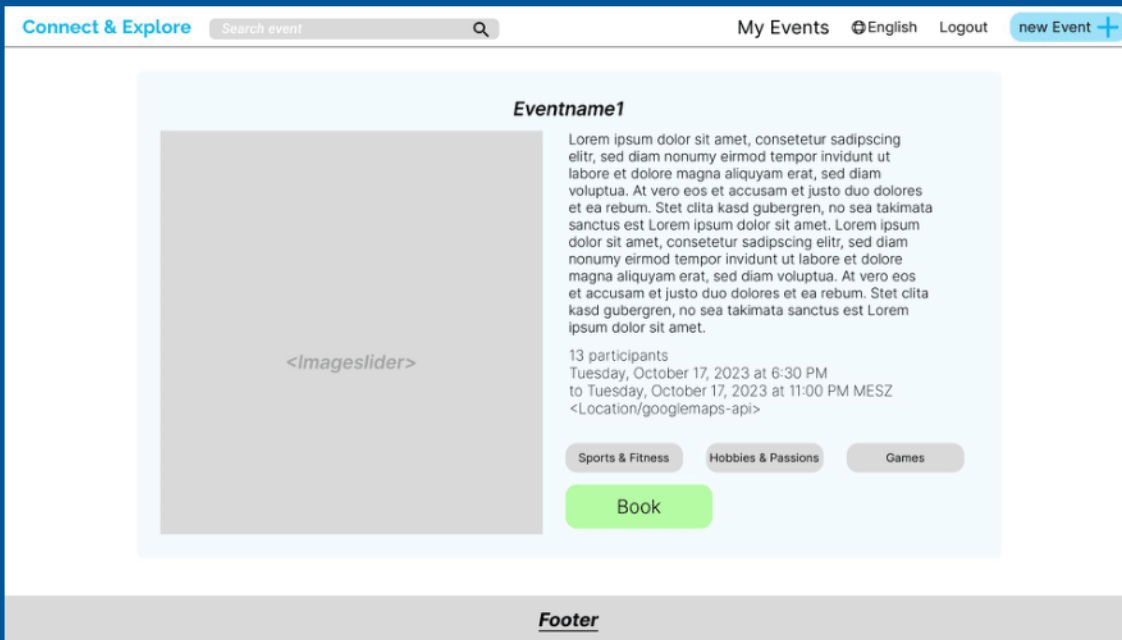 Connect & Explore
Search event
My Events
English
Logout
new Event
Eventname1
Lorem ipsum dolor sit amet, consetetur sadipscing
elitr, sed diam nonumy eirmod tempor invidunt ut
labore et dolore magna aliquyam erat, sed diam
voluptua. At vero eos et accusam et justo duo dolores
et ea rebum. Stet clita kasd gubergren, no sea takimata
sanctus est Lorem ipsum dolor sit amet. Lorem ipsum
dolor sit amet, consetetur sadipscing elitr, sed diam
nonumy eirmod tempor invidunt ut labore et dolore
magna aliquyam erat, sed diam voluptua. At vero eos
et accusam et justo duo dolores et ea rebum. Stet clita
kasd gubergren, no sea takimata sanctus est Lorem
ipsum dolor sit amet.
<Imageslider>
13 participants
Tuesday, October 17, 2023 at 6:30 PM
to Tuesday, October 17, 2023 at 11:00 PM MESZ
<Location/googlemaps-api>
Sports & Fitness
Hobbies & Passions
Games
Book
Footer